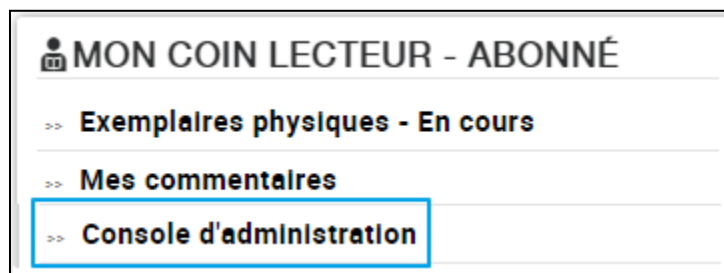 MON COIN LECTEUR - ABONNÉ
>> Exemplaires physiques - En cours
>> Mes commentaires
>> Console d'administration